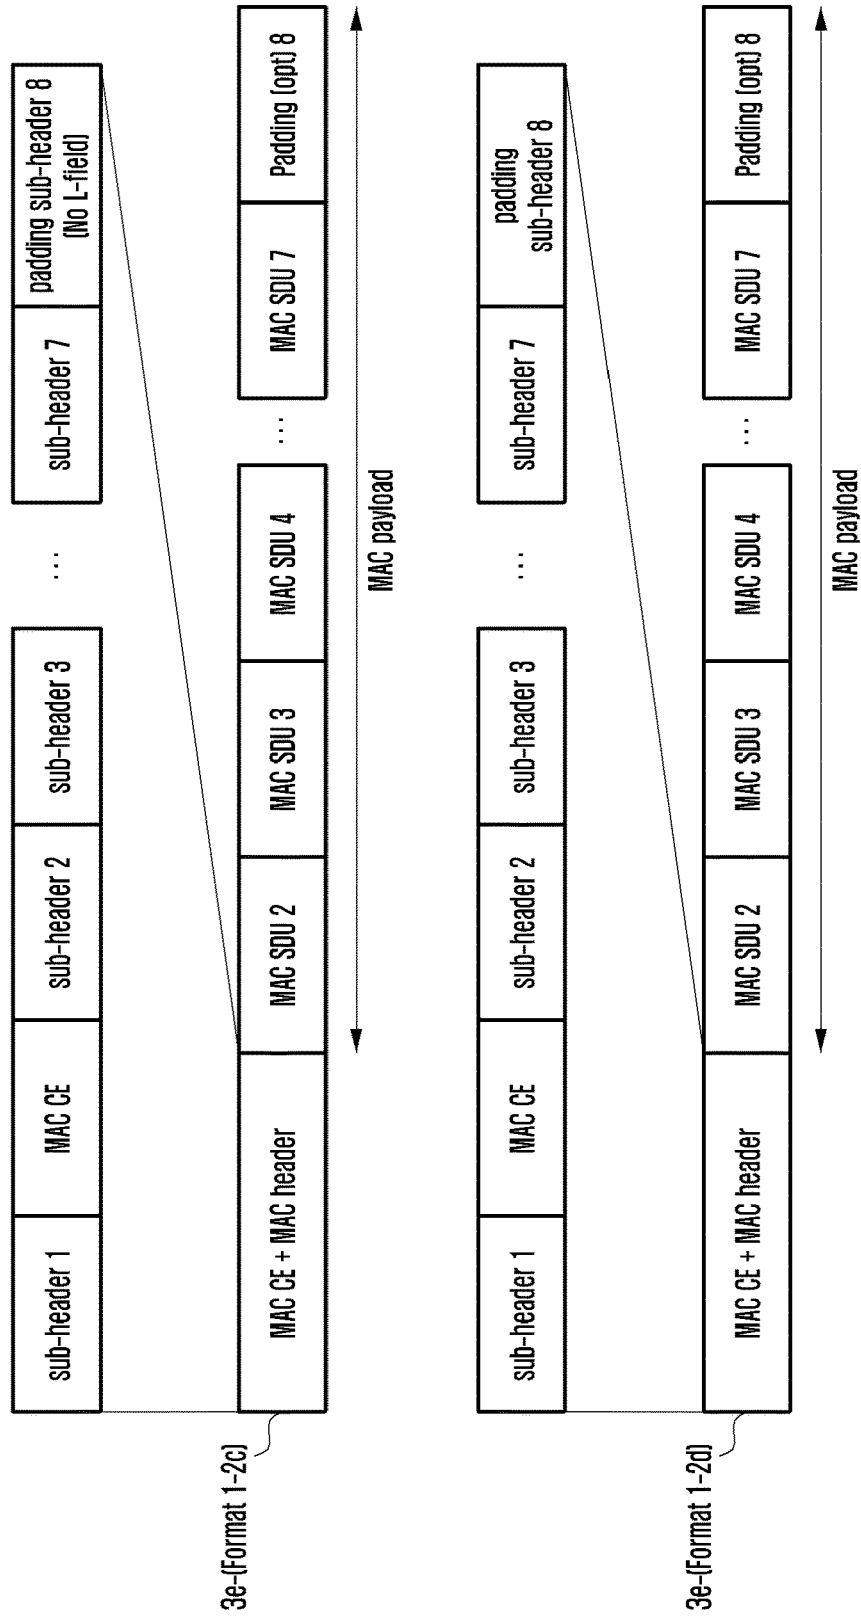 sub-header 1
MAC CE
sub-header 2
sub-header 3
...
sub-header 7
padding sub-header 8
(No L-field)
3e-(Format 1-2c)
MAC CE + MAC header
MAC SDU 2
MAC SDU 3
MAC SDU 4
...
MAC SDU 7
Padding (opt) 8
MAC payload
sub-header 1
MAC CE
sub-header 2
sub-header 3
...
sub-header 7
padding
sub-header 8
3e-(Format 1-2d)
MAC CE + MAC header
MAC SDU 2
MAC SDU 3
MAC SDU 4
...
MAC SDU 7
Padding (opt) 8
MAC payload